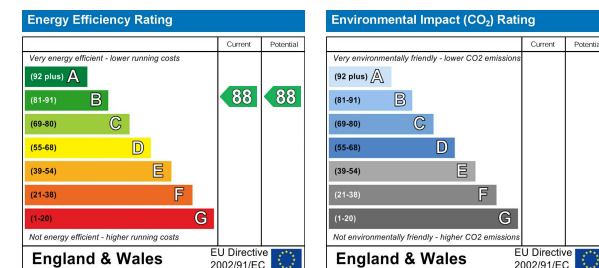 Energy Efficiency Rating
Current Potential
Very energy efficient - lower running costs
(92 plus) A
(81-91) B
88 88
(69-80) C
(55-68) D
(39-54) E
(21-38) F
(1-20) G
Not energy efficient - higher running costs
England & Wales
EU Directive
2002/91/EC
Environmental Impact (CO₂) Rating
Current Potential
Very environmentally friendly - lower CO2 emissions
(92 plus) A
(81-91) B
(69-80) C
(55-68) D
(39-54) E
(21-38) F
(1-20) G
Not environmentally friendly - higher CO2 emissions
England & Wales
EU Directive
2002/91/EC